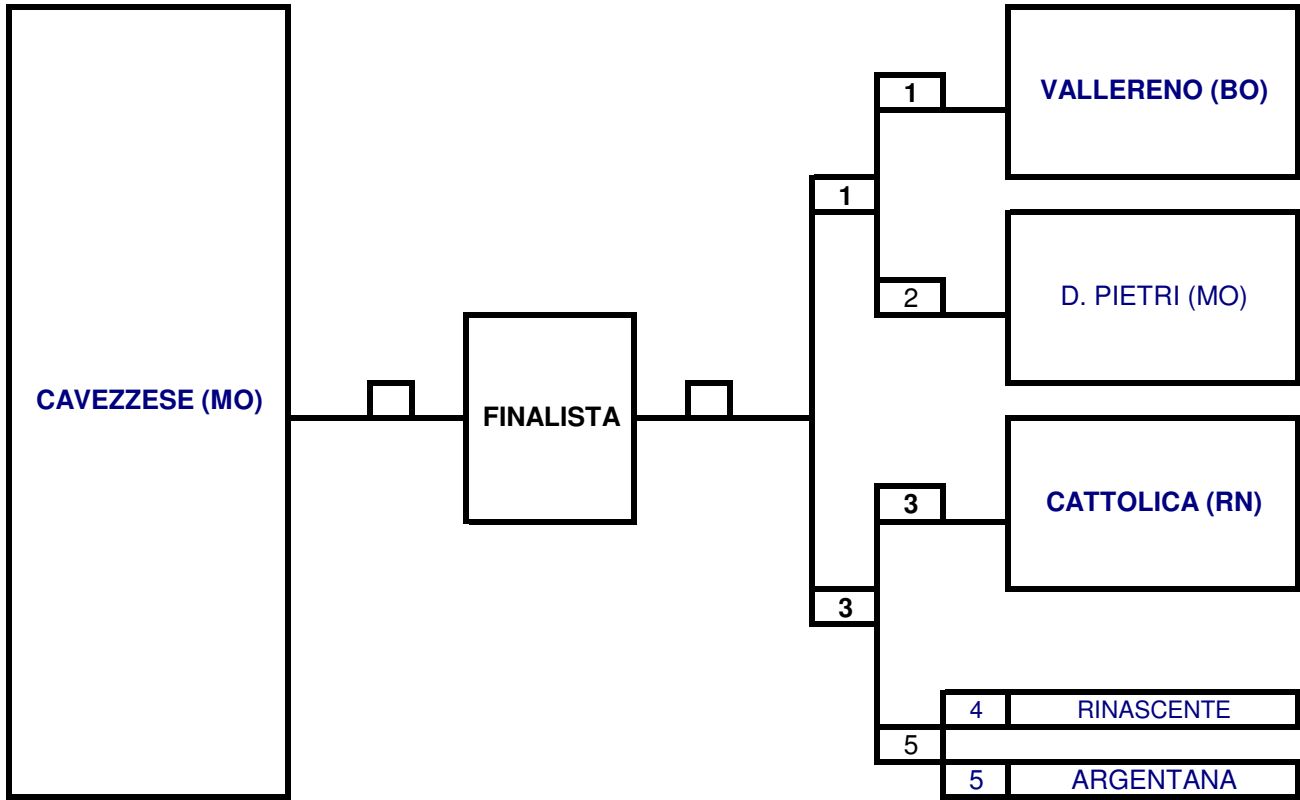 1
VALLERENO (BO)
1
2
D. PIETRI (MO)
CAVEZZESE (MO)
FINALISTA
3
CATTOLICA (RN)
3
4
RINASCENTE
5
5
ARGENTANA